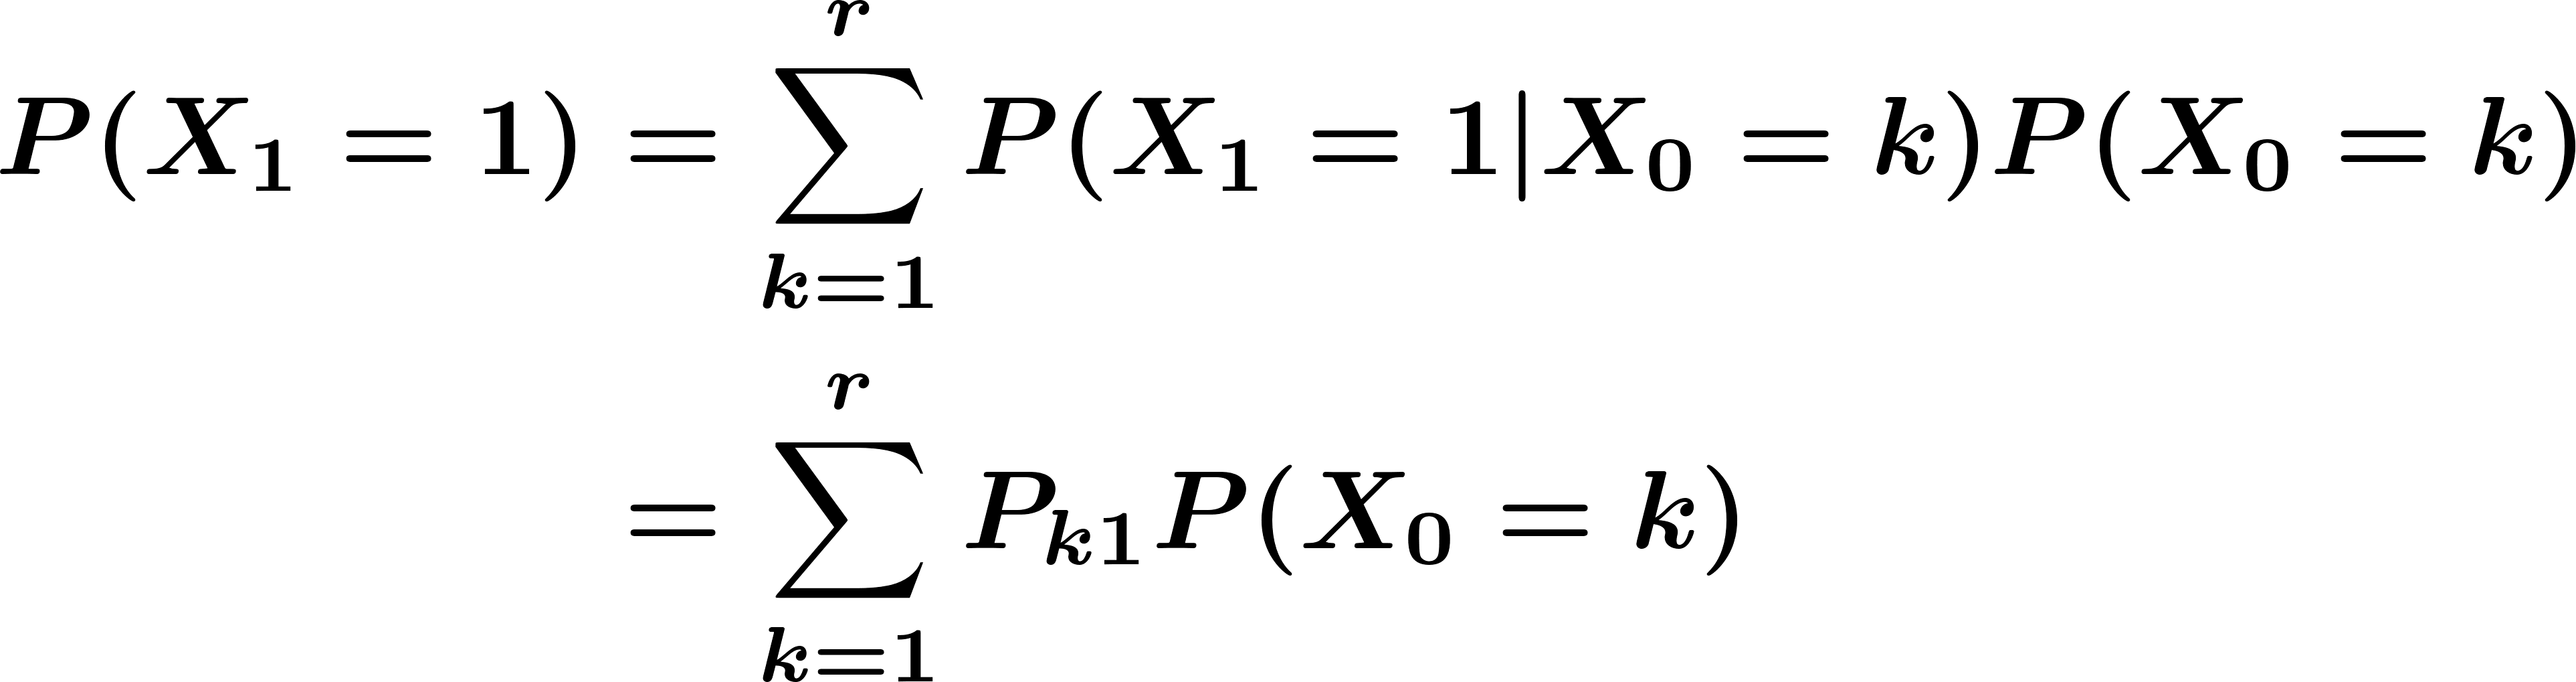 $P(X_1 = 1) = \sum_{k=1}^{r} P(X_1 = 1 | X_0 = k) P(X_0 = k)$
$= \sum_{k=1}^{r} P_{k1} P(X_0 = k)$